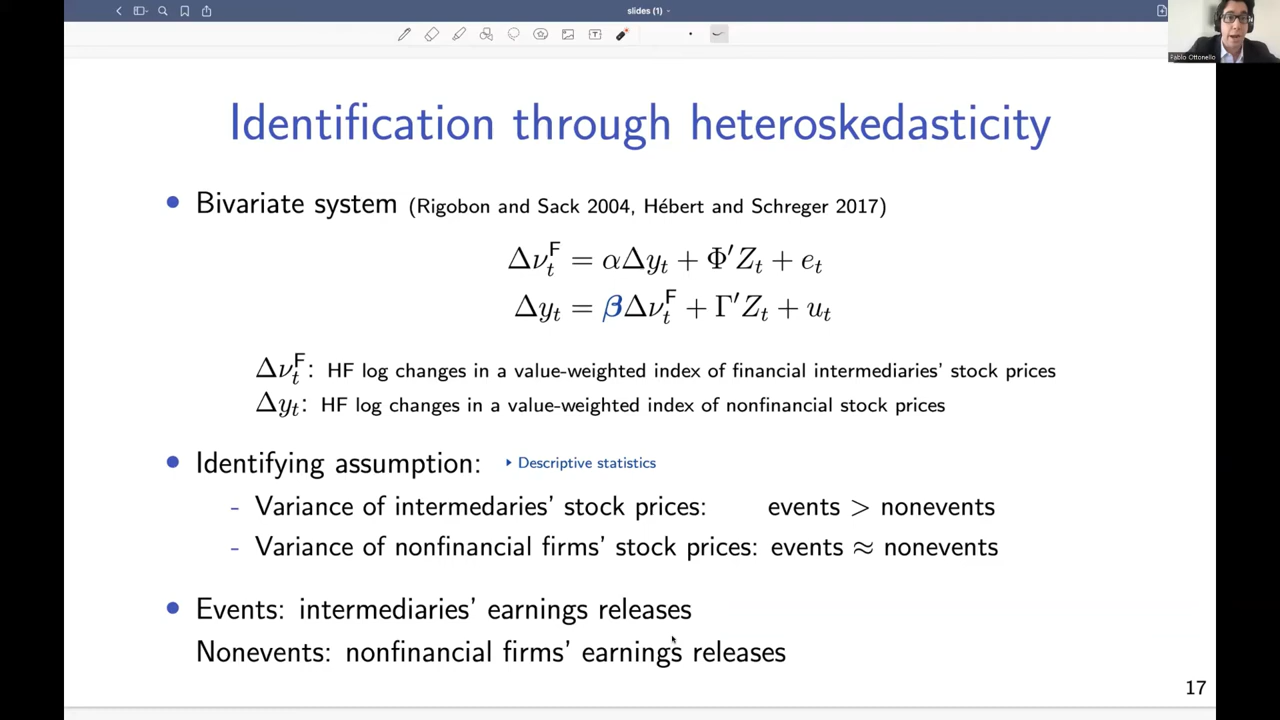 slides (1)
Pablo Ottonello
Identification through heteroskedasticity
• Bivariate system (Rigobon and Sack 2004, Hébert and Schreger 2017)
Δν_t^F = αΔy_t + Φ′Z_t + e_t
Δy_t = βΔν_t^F + Γ′Z_t + u_t
Δν_t^F: HF log changes in a value-weighted index of financial intermediaries' stock prices
Δy_t: HF log changes in a value-weighted index of nonfinancial stock prices
• Identifying assumption: ▸ Descriptive statistics
- Variance of intermedaries' stock prices: events > nonevents
- Variance of nonfinancial firms' stock prices: events ≈ nonevents
• Events: intermediaries' earnings releases
Nonevents: nonfinancial firms' earnings releases
17